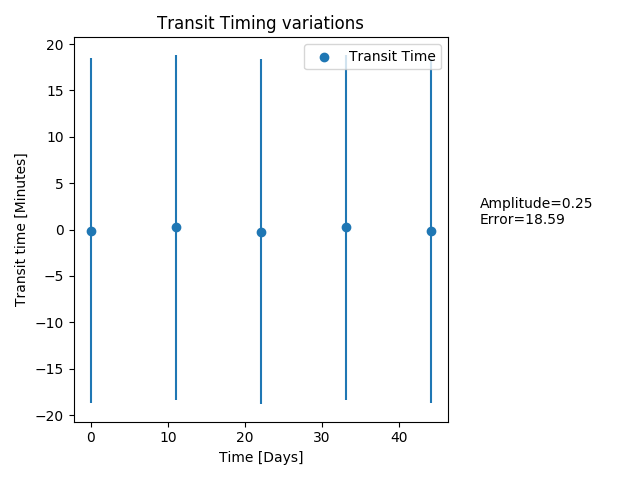 Transit Timing variations
Transit Time
Transit time [Minutes]
20
15
10
5
0
−5
−10
−15
−20
0
10
20
30
40
Time [Days]
Amplitude=0.25
Error=18.59